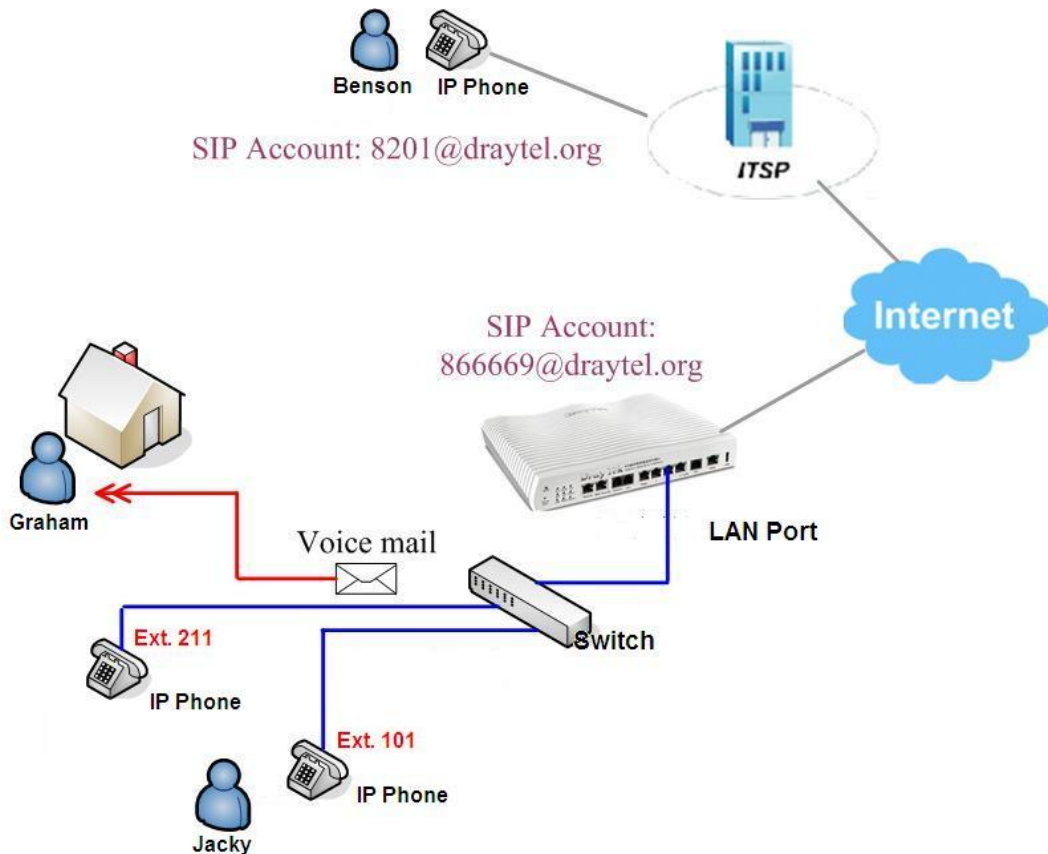 Benson
IP Phone
SIP Account: 8201@draytel.org
ITSP
Internet
SIP Account:
866669@draytel.org
Graham
LAN Port
Voice mail
Switch
Ext. 211
IP Phone
Ext. 101
IP Phone
Jacky